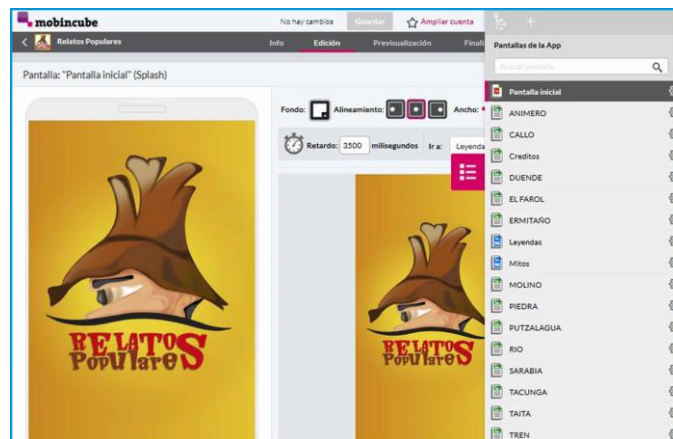 mobincube
No hay cambios
Guardar
Ampliar cuenta
Relatos Populares
Info
Edición
Previsualización
Finali
Pantalla: "Pantalla inicial" (Splash)
Fondo:
Alineamiento:
Ancho:
Retardo: 3500 milisegundos
Ir a:
Leyenda
RELATOS
POPULARES
RELATOS
POPULARES
Pantallas de la App
Buscar pantalla...
Pantalla inicial
ANIMERO
CALLO
Creditos
DUENDE
EL FAROL
ERMITAÑO
Leyendas
Mitos
MOLINO
PIEDRA
PUTZALAGUA
RIO
SARABIA
TACUNGA
TAITA
TREN